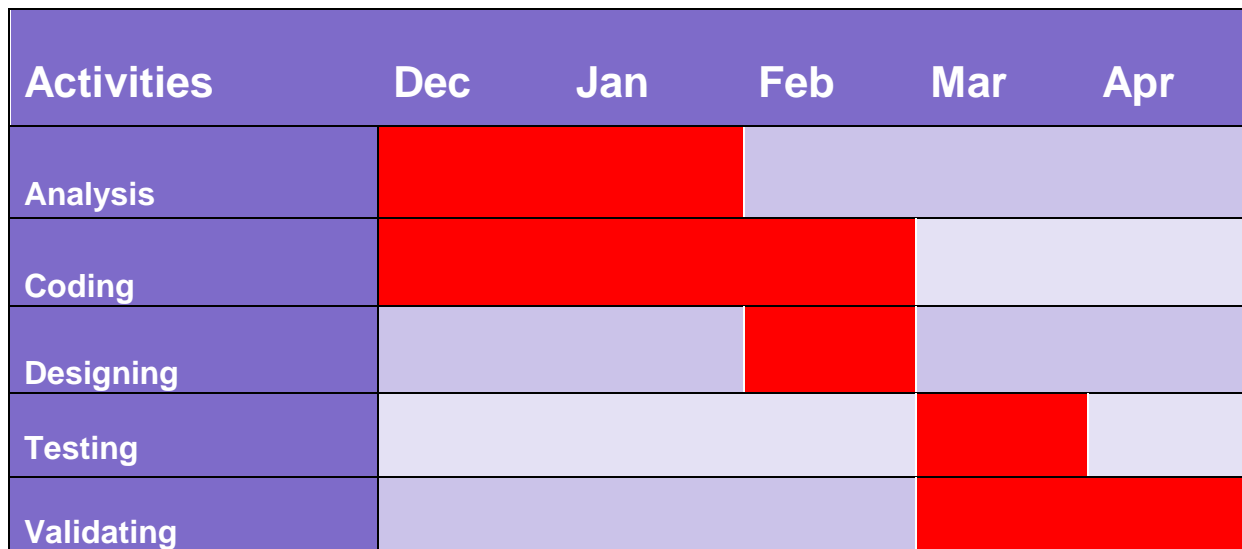 Activities Dec Jan Feb Mar Apr
Analysis
Coding
Designing
Testing
Validating